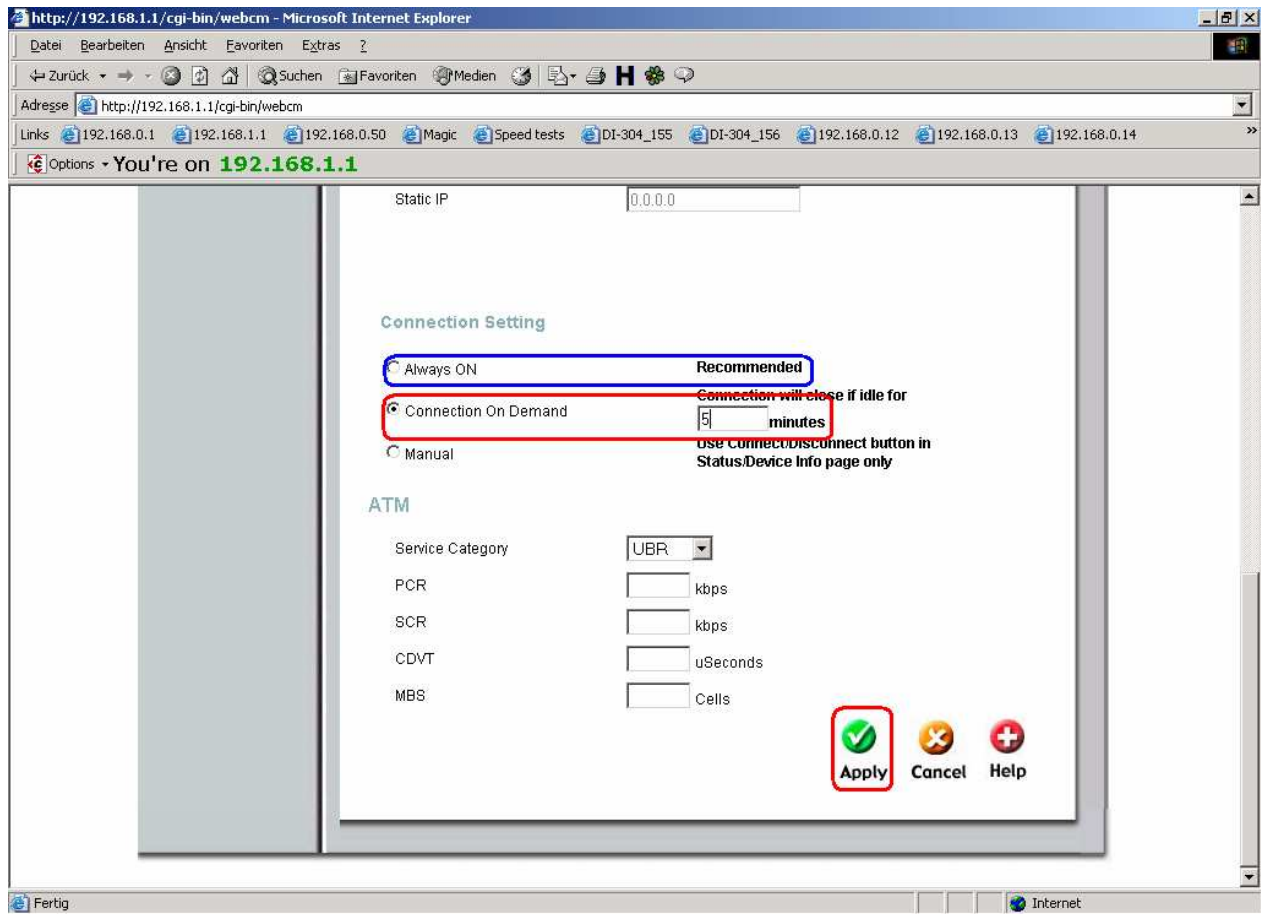 http://192.168.1.1/cgi-bin/webcm - Microsoft Internet Explorer
Datei Bearbeiten Ansicht Favoriten Extras ?
Zurück Suchen Favoriten Medien H
Adresse http://192.168.1.1/cgi-bin/webcm
Links 192.168.0.1 192.168.1.1 192.168.0.50 Magic Speed tests DI-304_155 DI-304_156 192.168.0.12 192.168.0.13 192.168.0.14 »
Options You're on 192.168.1.1
Static IP 0.0.0.0
Connection Setting
Always ON Recommended
Connection will close if idle for
Connection On Demand 5 minutes
Use Connect/Disconnect button in
Manual Status/Device Info page only
ATM
Service Category UBR
PCR kbps
SCR kbps
CDVT uSeconds
MBS Cells
Apply Cancel Help
Fertig Internet